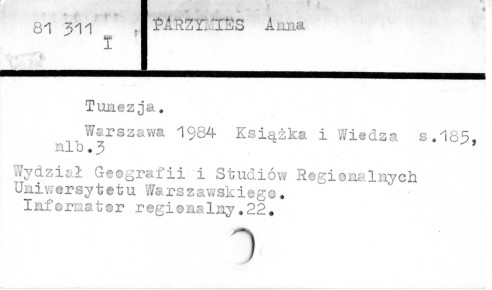 81 311 PARZYMIES Anna
I
Tunezja.
Warszawa 1984 Książka i Wiedza s.185,
nlb.3
Wydział Geografii i Studiów Regionalnych
Uniwersytetu Warszawskiego.
Informator regionalny.22.